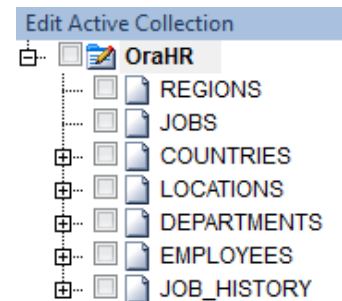 Edit Active Collection
OraHR
REGIONS
JOBS
COUNTRIES
LOCATIONS
DEPARTMENTS
EMPLOYEES
JOB_HISTORY